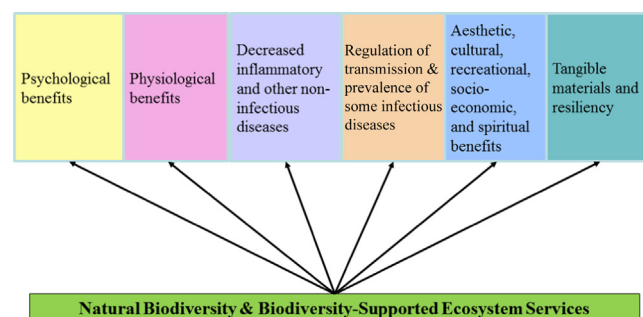 Psychological
benefits
Physiological
benefits
Decreased
inflammatory
and other non-
infectious
diseases
Regulation of
transmission &
prevalence of
some infectious
diseases
Aesthetic,
cultural,
recreational,
socio-
economic,
and spiritual
benefits
Tangible
materials and
resiliency
Natural Biodiversity & Biodiversity-Supported Ecosystem Services